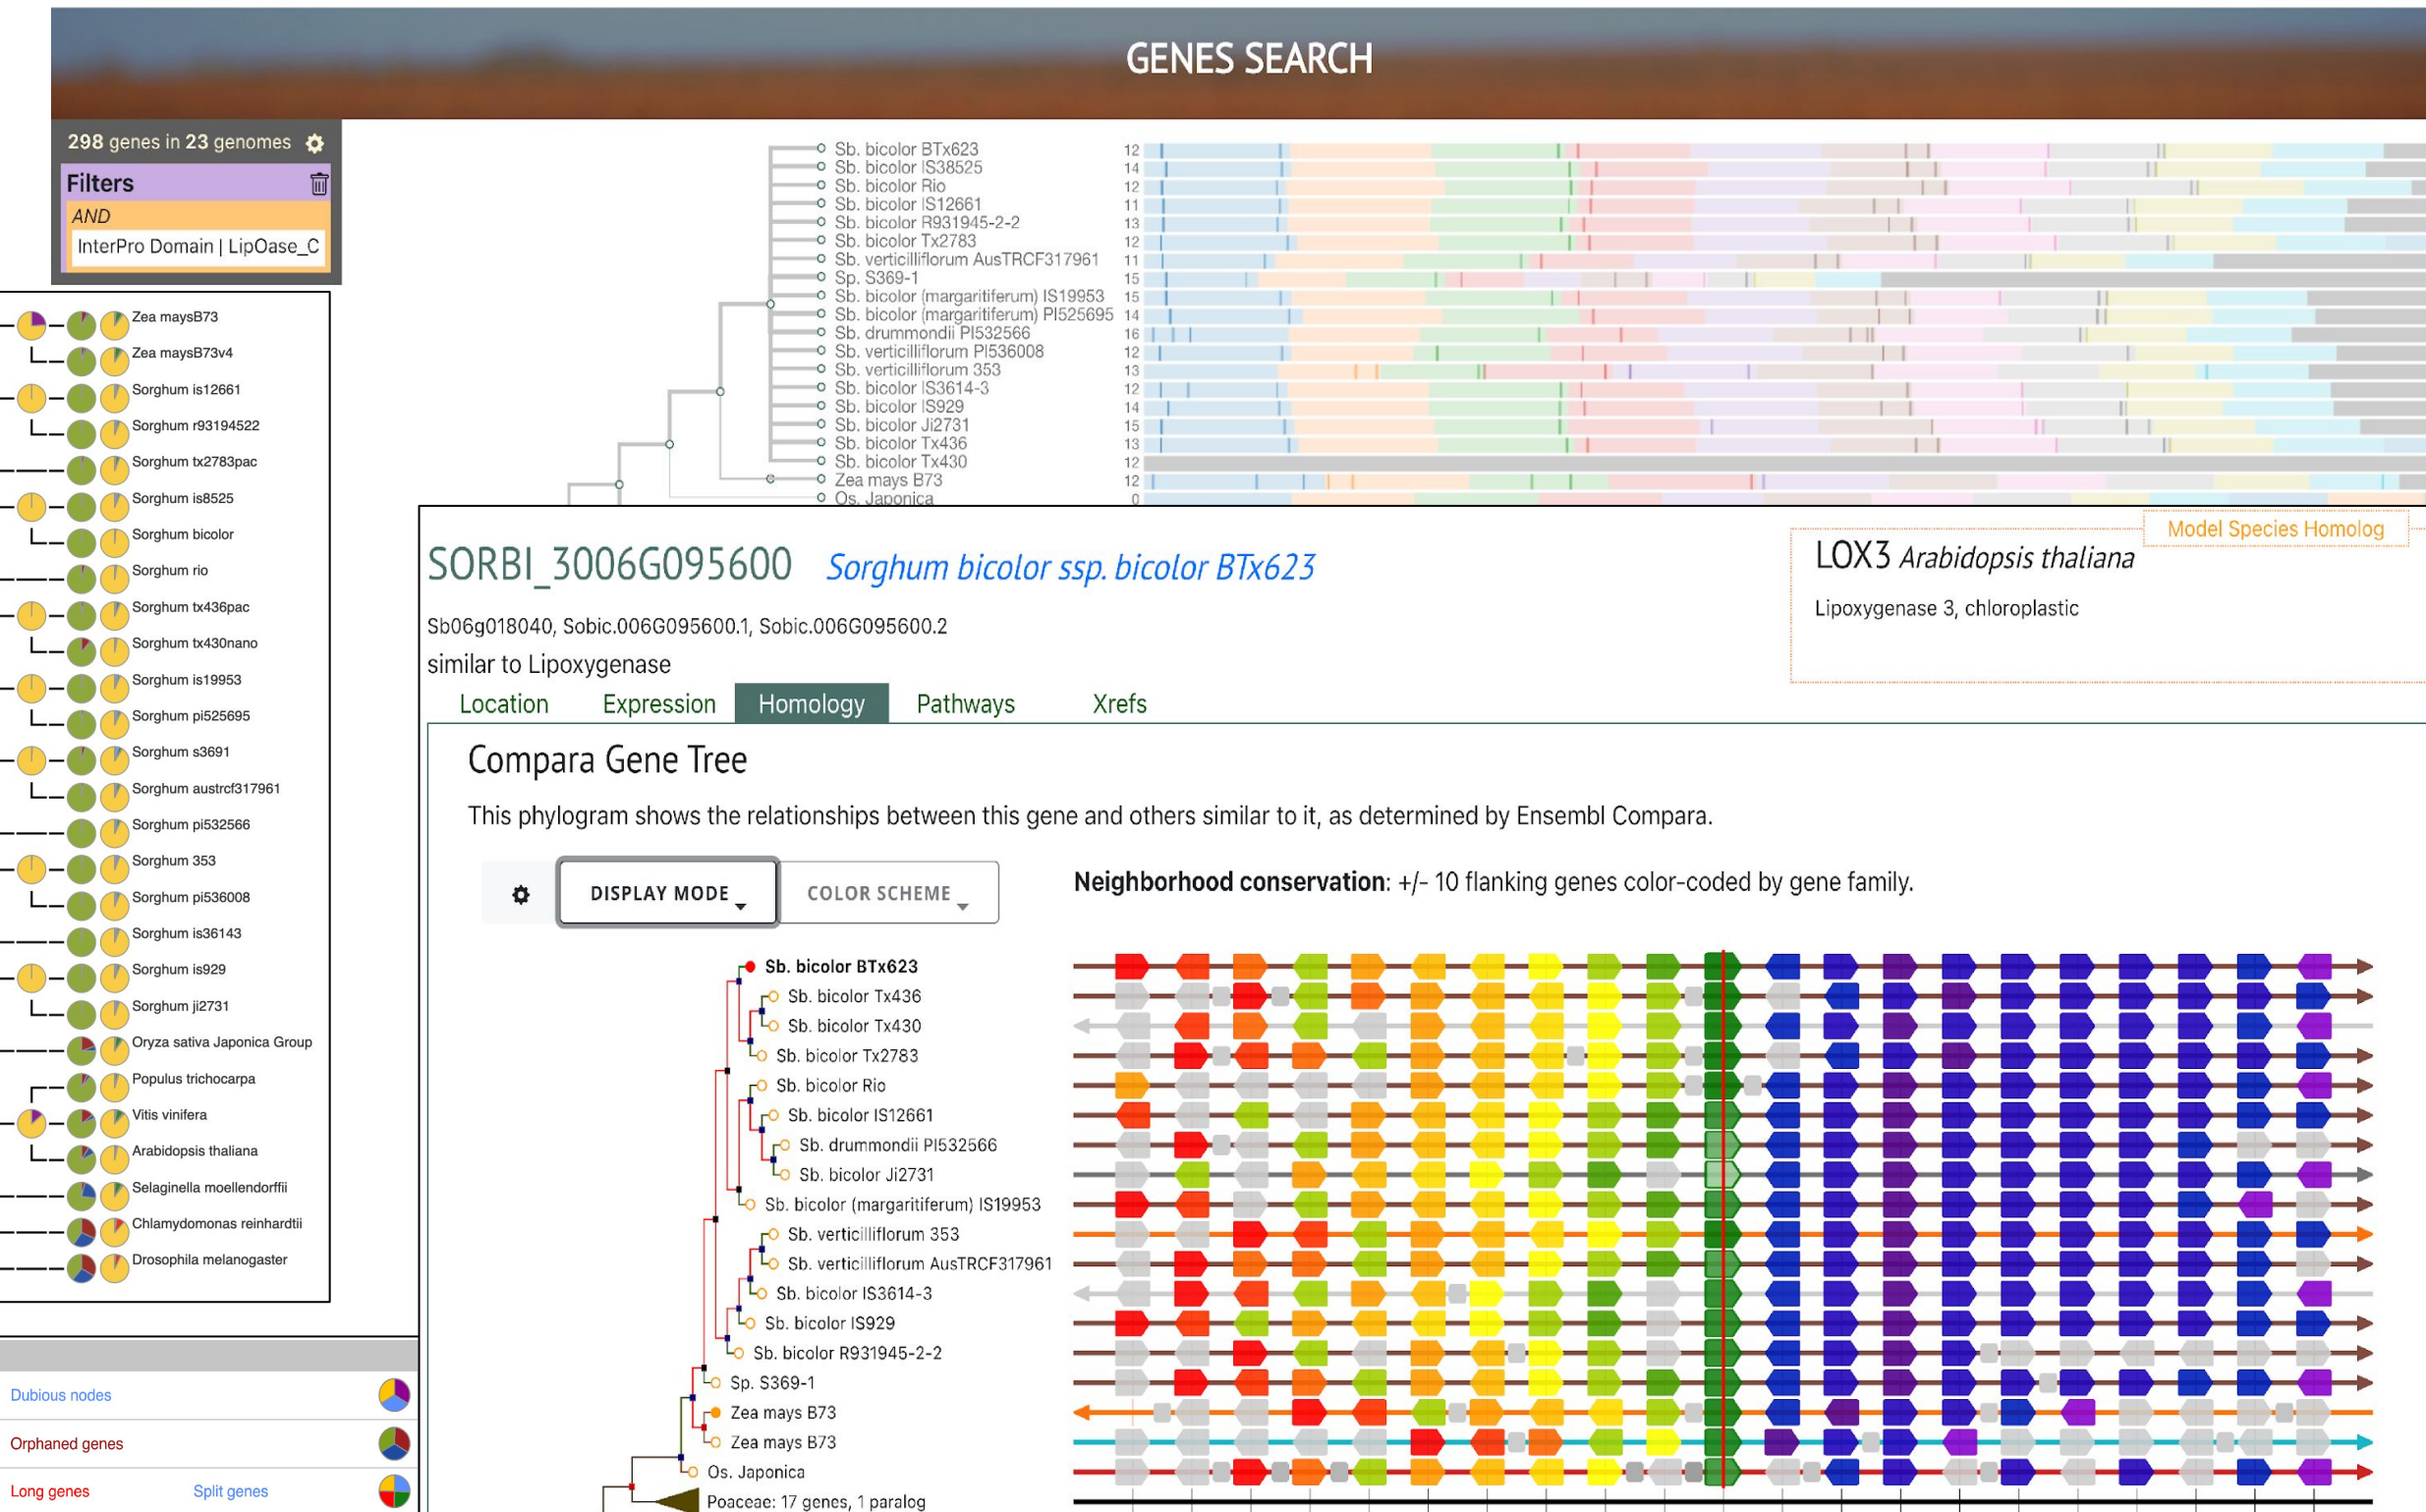 GENES SEARCH
298 genes in 23 genomes
Filters
AND
InterPro Domain | LipOase_C
Sb. bicolor BTx623 12
Sb. bicolor IS38525 14
Sb. bicolor Rio 12
Sb. bicolor IS12661 11
Sb. bicolor R931945-2-2 13
Sb. bicolor Tx2783 12
Sb. verticilliflorum AusTRCF317961 11
Sp. S369-1 15
Sb. bicolor (margaritiferum) IS19953 15
Sb. bicolor (margaritiferum) PI525695 14
Sb. drummondii PI532566 16
Sb. verticilliflorum PI536008 12
Sb. verticilliflorum 353 13
Sb. bicolor IS3614-3 12
Sb. bicolor IS929 14
Sb. bicolor Ji2731 15
Sb. bicolor Tx436 13
Sb. bicolor Tx430 12
Zea mays B73 12
Os. Japonica 0
Zea maysB73
Zea maysB73v4
Sorghum is12661
Sorghum r93194522
Sorghum tx2783pac
Sorghum is8525
Sorghum bicolor
Sorghum rio
Sorghum tx436pac
Sorghum tx430nano
Sorghum is19953
Sorghum pi525695
Sorghum s3691
Sorghum austrcf317961
Sorghum pi532566
Sorghum 353
Sorghum pi536008
Sorghum is36143
Sorghum is929
Sorghum ji2731
Oryza sativa Japonica Group
Populus trichocarpa
Vitis vinifera
Arabidopsis thaliana
Selaginella moellendorffii
Chlamydomonas reinhardtii
Drosophila melanogaster
Dubious nodes
Orphaned genes
Long genes Split genes
SORBI_3006G095600 Sorghum bicolor ssp. bicolor BTx623
Sb06g018040, Sobic.006G095600.1, Sobic.006G095600.2
similar to Lipoxygenase
Model Species Homolog
LOX3 Arabidopsis thaliana
Lipoxygenase 3, chloroplastic
Location Expression Homology Pathways Xrefs
Compara Gene Tree
This phylogram shows the relationships between this gene and others similar to it, as determined by Ensembl Compara.
DISPLAY MODE COLOR SCHEME
Neighborhood conservation: +/- 10 flanking genes color-coded by gene family.
Sb. bicolor BTx623
Sb. bicolor Tx436
Sb. bicolor Tx430
Sb. bicolor Tx2783
Sb. bicolor Rio
Sb. bicolor IS12661
Sb. drummondii PI532566
Sb. bicolor Ji2731
Sb. bicolor (margaritiferum) IS19953
Sb. verticilliflorum 353
Sb. verticilliflorum AusTRCF317961
Sb. bicolor IS3614-3
Sb. bicolor IS929
Sb. bicolor R931945-2-2
Sp. S369-1
Zea mays B73
Zea mays B73
Os. Japonica
Poaceae: 17 genes, 1 paralog